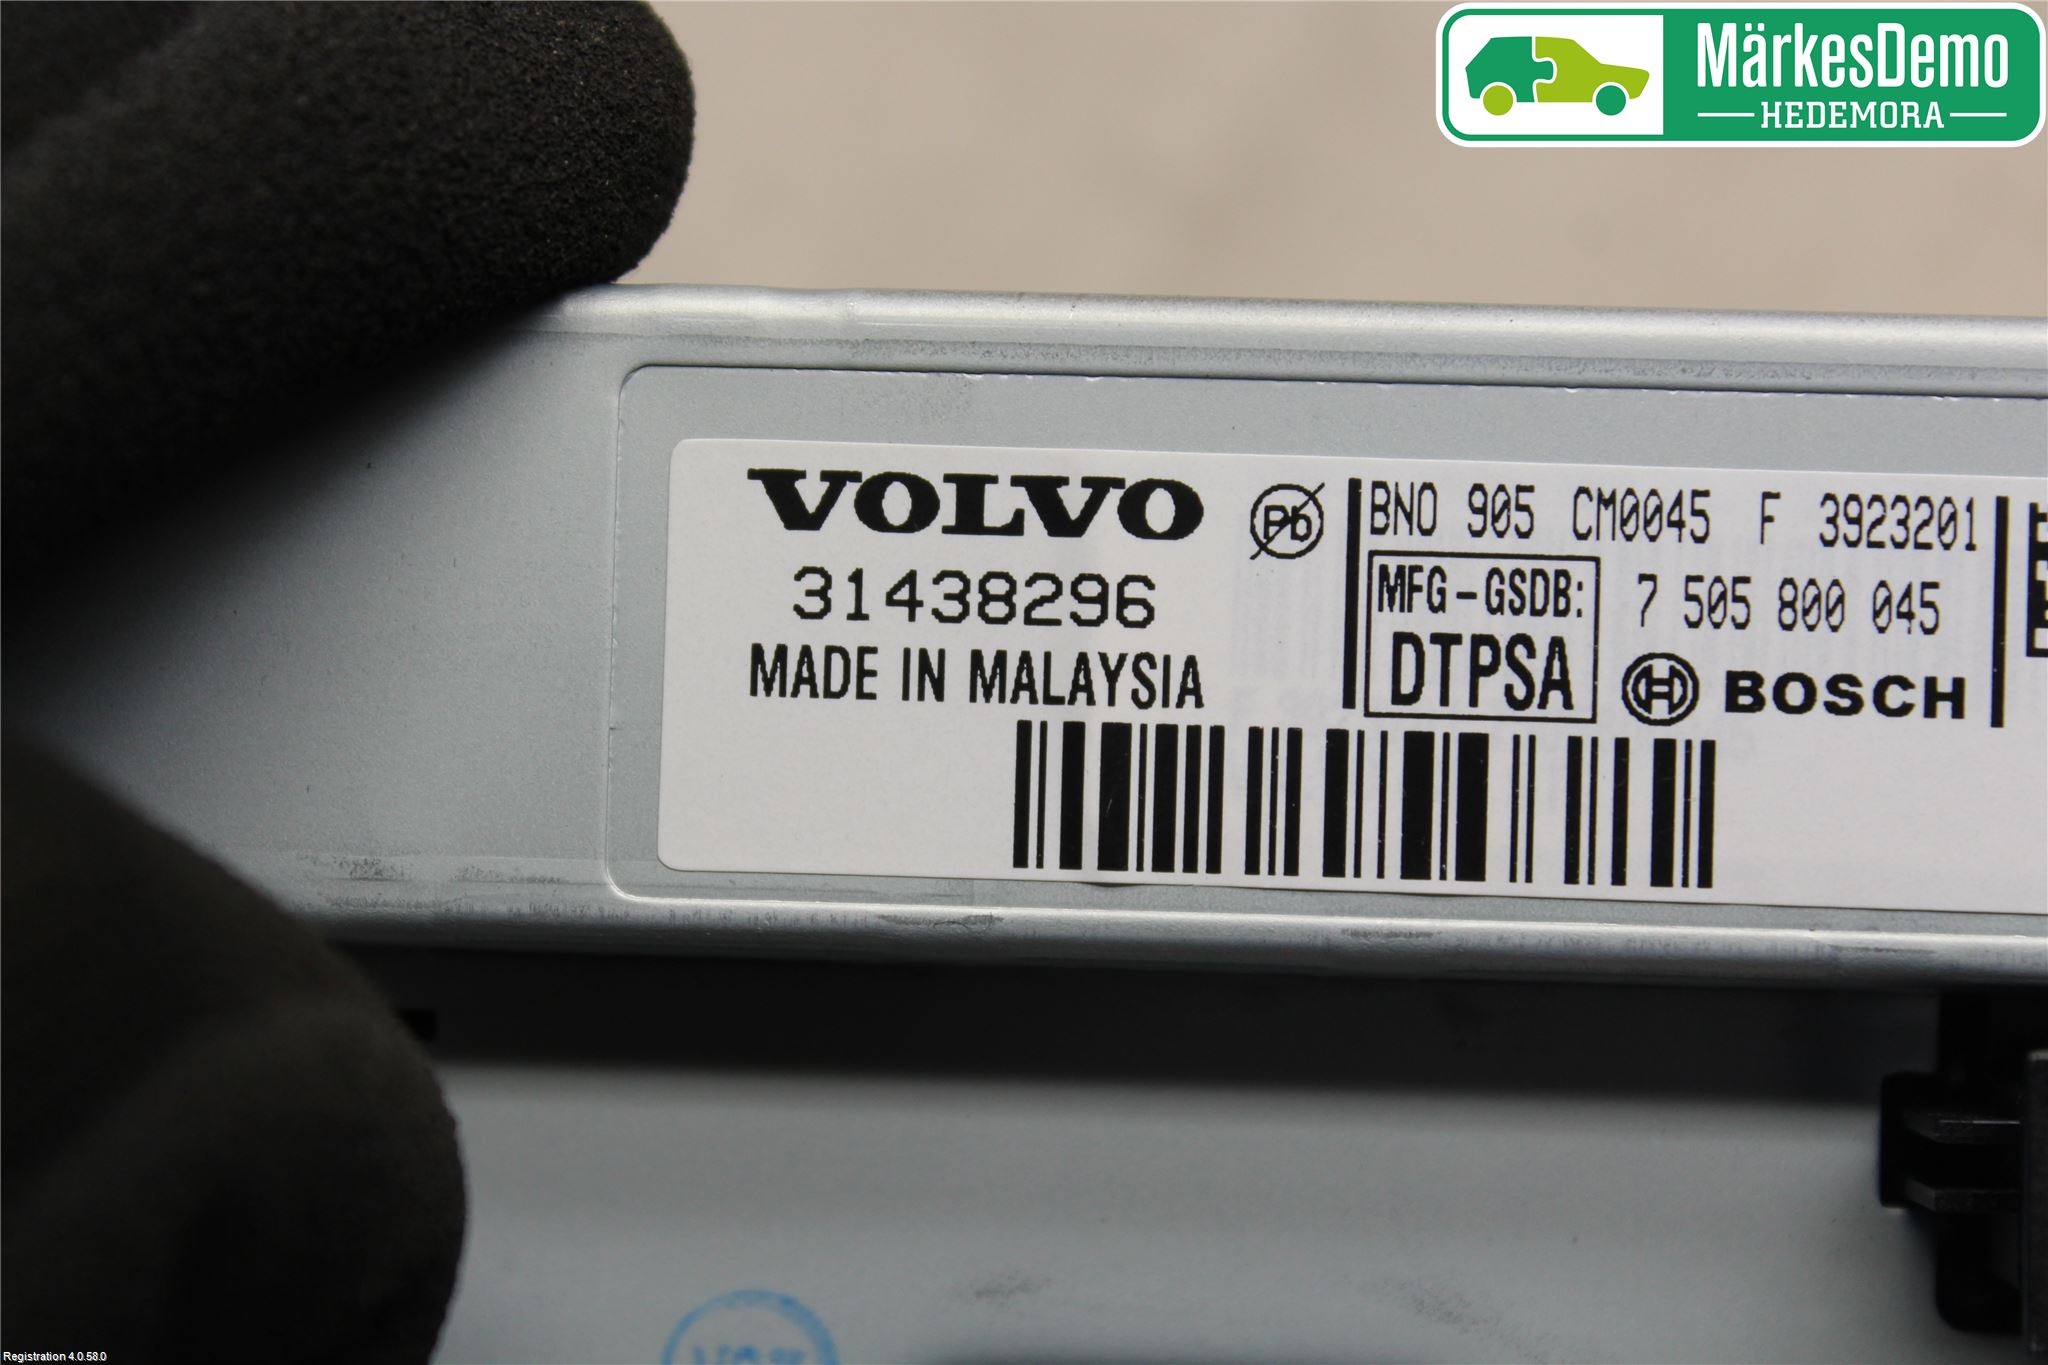 MärkesDemo
HEDEMORA
VOLVO
31438296
MADE IN MALAYSIA
Pb
BNO 905 CM0045 F 3923201
MFG-GSDB:
DTPSA
7 505 800 045
BOSCH
Registration 4.0.58.0